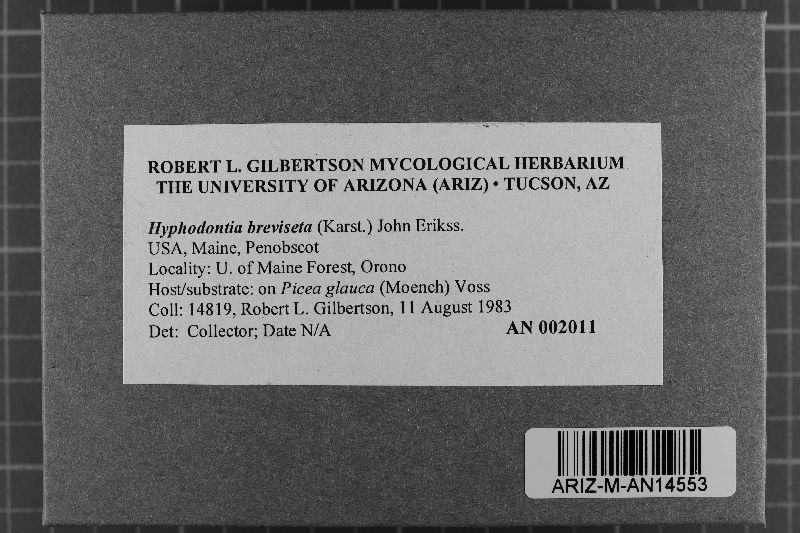 ROBERT L. GILBERTSON MYCOLOGICAL HERBARIUM
THE UNIVERSITY OF ARIZONA (ARIZ) • TUCSON, AZ
Hyphodontia breviseta (Karst.) John Erikss.
USA, Maine, Penobscot
Locality: U. of Maine Forest, Orono
Host/substrate: on Picea glauca (Moench) Voss
Coll: 14819, Robert L. Gilbertson, 11 August 1983
Det: Collector; Date N/A AN 002011
ARIZ-M-AN14553